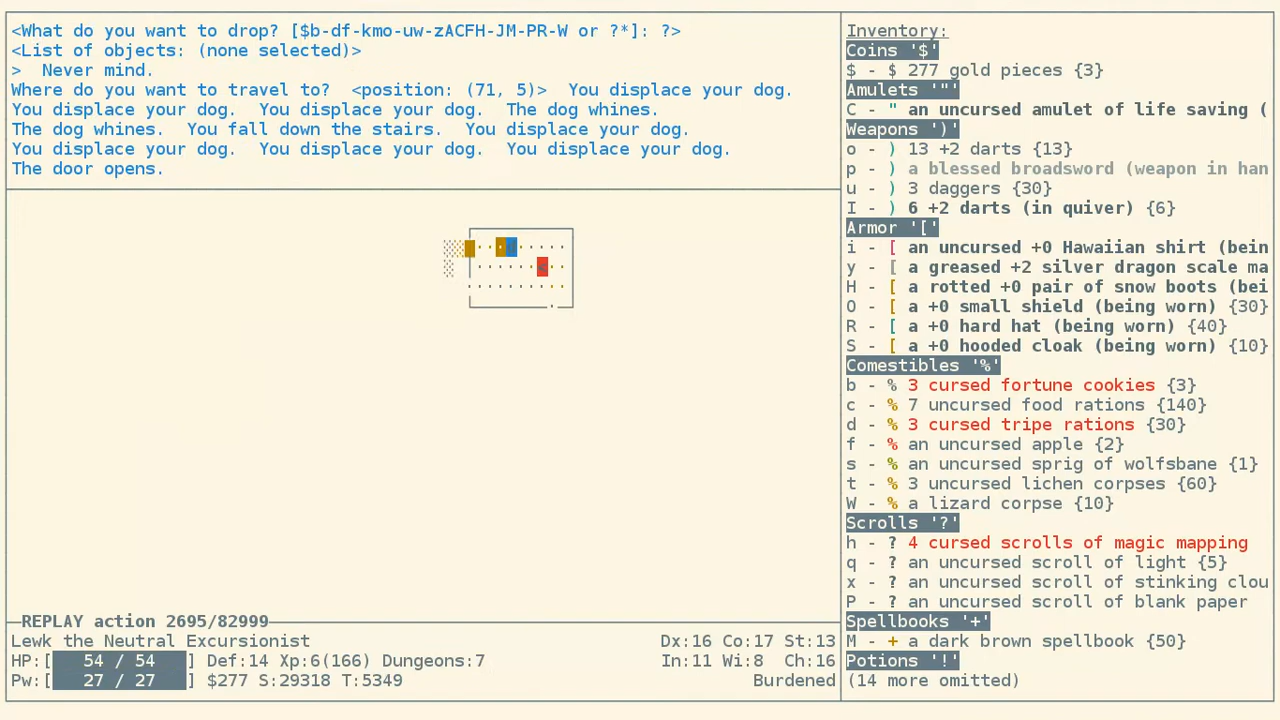 <What do you want to drop? [$b-df-kmo-uw-zACFH-JM-PR-W or ?*]: ?>
<List of objects: (none selected)>
>  Never mind.
Where do you want to travel to?  <position: (71, 5)>  You displace your dog.
You displace your dog.  You displace your dog.  The dog whines.
The dog whines.  You fall down the stairs.  You displace your dog.
You displace your dog.  You displace your dog.  You displace your dog.
The door opens.
REPLAY action 2695/82999
Lewk the Neutral Excursionist
Dx:16 Co:17 St:13
HP:[ 54 / 54 ] Def:14 Xp:6(166) Dungeons:7
In:11 Wi:8 Ch:16
Pw:[ 27 / 27 ] $277 S:29318 T:5349
Burdened
Inventory:
Coins '$'
$ - $ 277 gold pieces {3}
Amulets '"'
C - " an uncursed amulet of life saving (
Weapons ')'
o - ) 13 +2 darts {13}
p - ) a blessed broadsword (weapon in han
u - ) 3 daggers {30}
I - ) 6 +2 darts (in quiver) {6}
Armor '['
i - [ an uncursed +0 Hawaiian shirt (bein
y - [ a greased +2 silver dragon scale ma
H - [ a rotted +0 pair of snow boots (bei
O - [ a +0 small shield (being worn) {30}
R - [ a +0 hard hat (being worn) {40}
S - [ a +0 hooded cloak (being worn) {10}
Comestibles '%'
b - % 3 cursed fortune cookies {3}
c - % 7 uncursed food rations {140}
d - % 3 cursed tripe rations {30}
f - % an uncursed apple {2}
s - % an uncursed sprig of wolfsbane {1}
t - % 3 uncursed lichen corpses {60}
W - % a lizard corpse {10}
Scrolls '?'
h - ? 4 cursed scrolls of magic mapping
q - ? an uncursed scroll of light {5}
x - ? an uncursed scroll of stinking clou
P - ? an uncursed scroll of blank paper
Spellbooks '+'
M - + a dark brown spellbook {50}
Potions '!'
(14 more omitted)